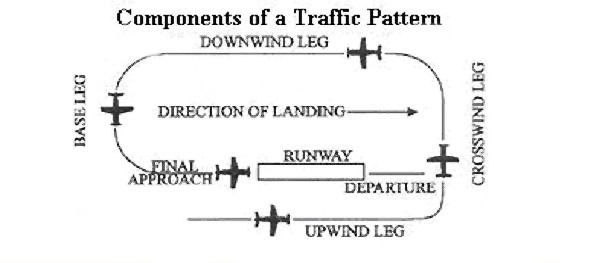 Components of a Traffic Pattern
DOWNWIND LEG
BASE LEG
DIRECTION OF LANDING
CROSSWIND LEG
RUNWAY
FINAL
APPROACH
DEPARTURE
UPWIND LEG